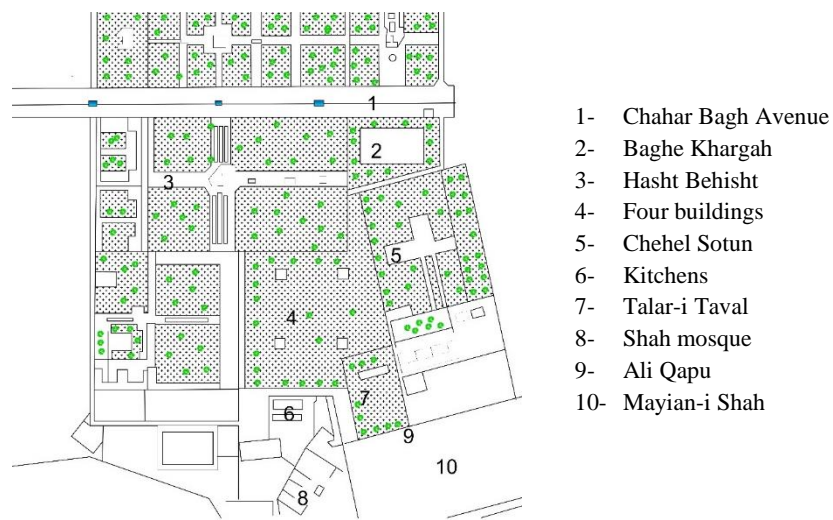 1
2
3
5
4
7
6
9
10
8
1- Chahar Bagh Avenue
2- Baghe Khargah
3- Hasht Behisht
4- Four buildings
5- Chehel Sotun
6- Kitchens
7- Talar-i Taval
8- Shah mosque
9- Ali Qapu
10- Mayian-i Shah